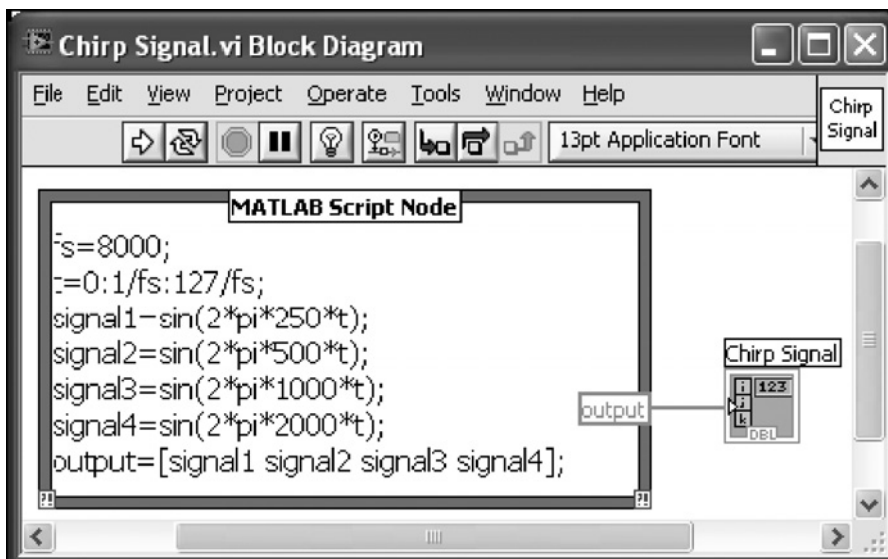 Chirp Signal.vi Block Diagram
File Edit View Project Operate Tools Window Help
Chirp
Signal
13pt Application Font
MATLAB Script Node
fs=8000;
t=0:1/fs:127/fs;
signal1=sin(2*pi*250*t);
signal2=sin(2*pi*500*t);
signal3=sin(2*pi*1000*t);
signal4=sin(2*pi*2000*t);
output=[signal1 signal2 signal3 signal4];
output
Chirp Signal
i
j
k
123
DBL
?!
?!